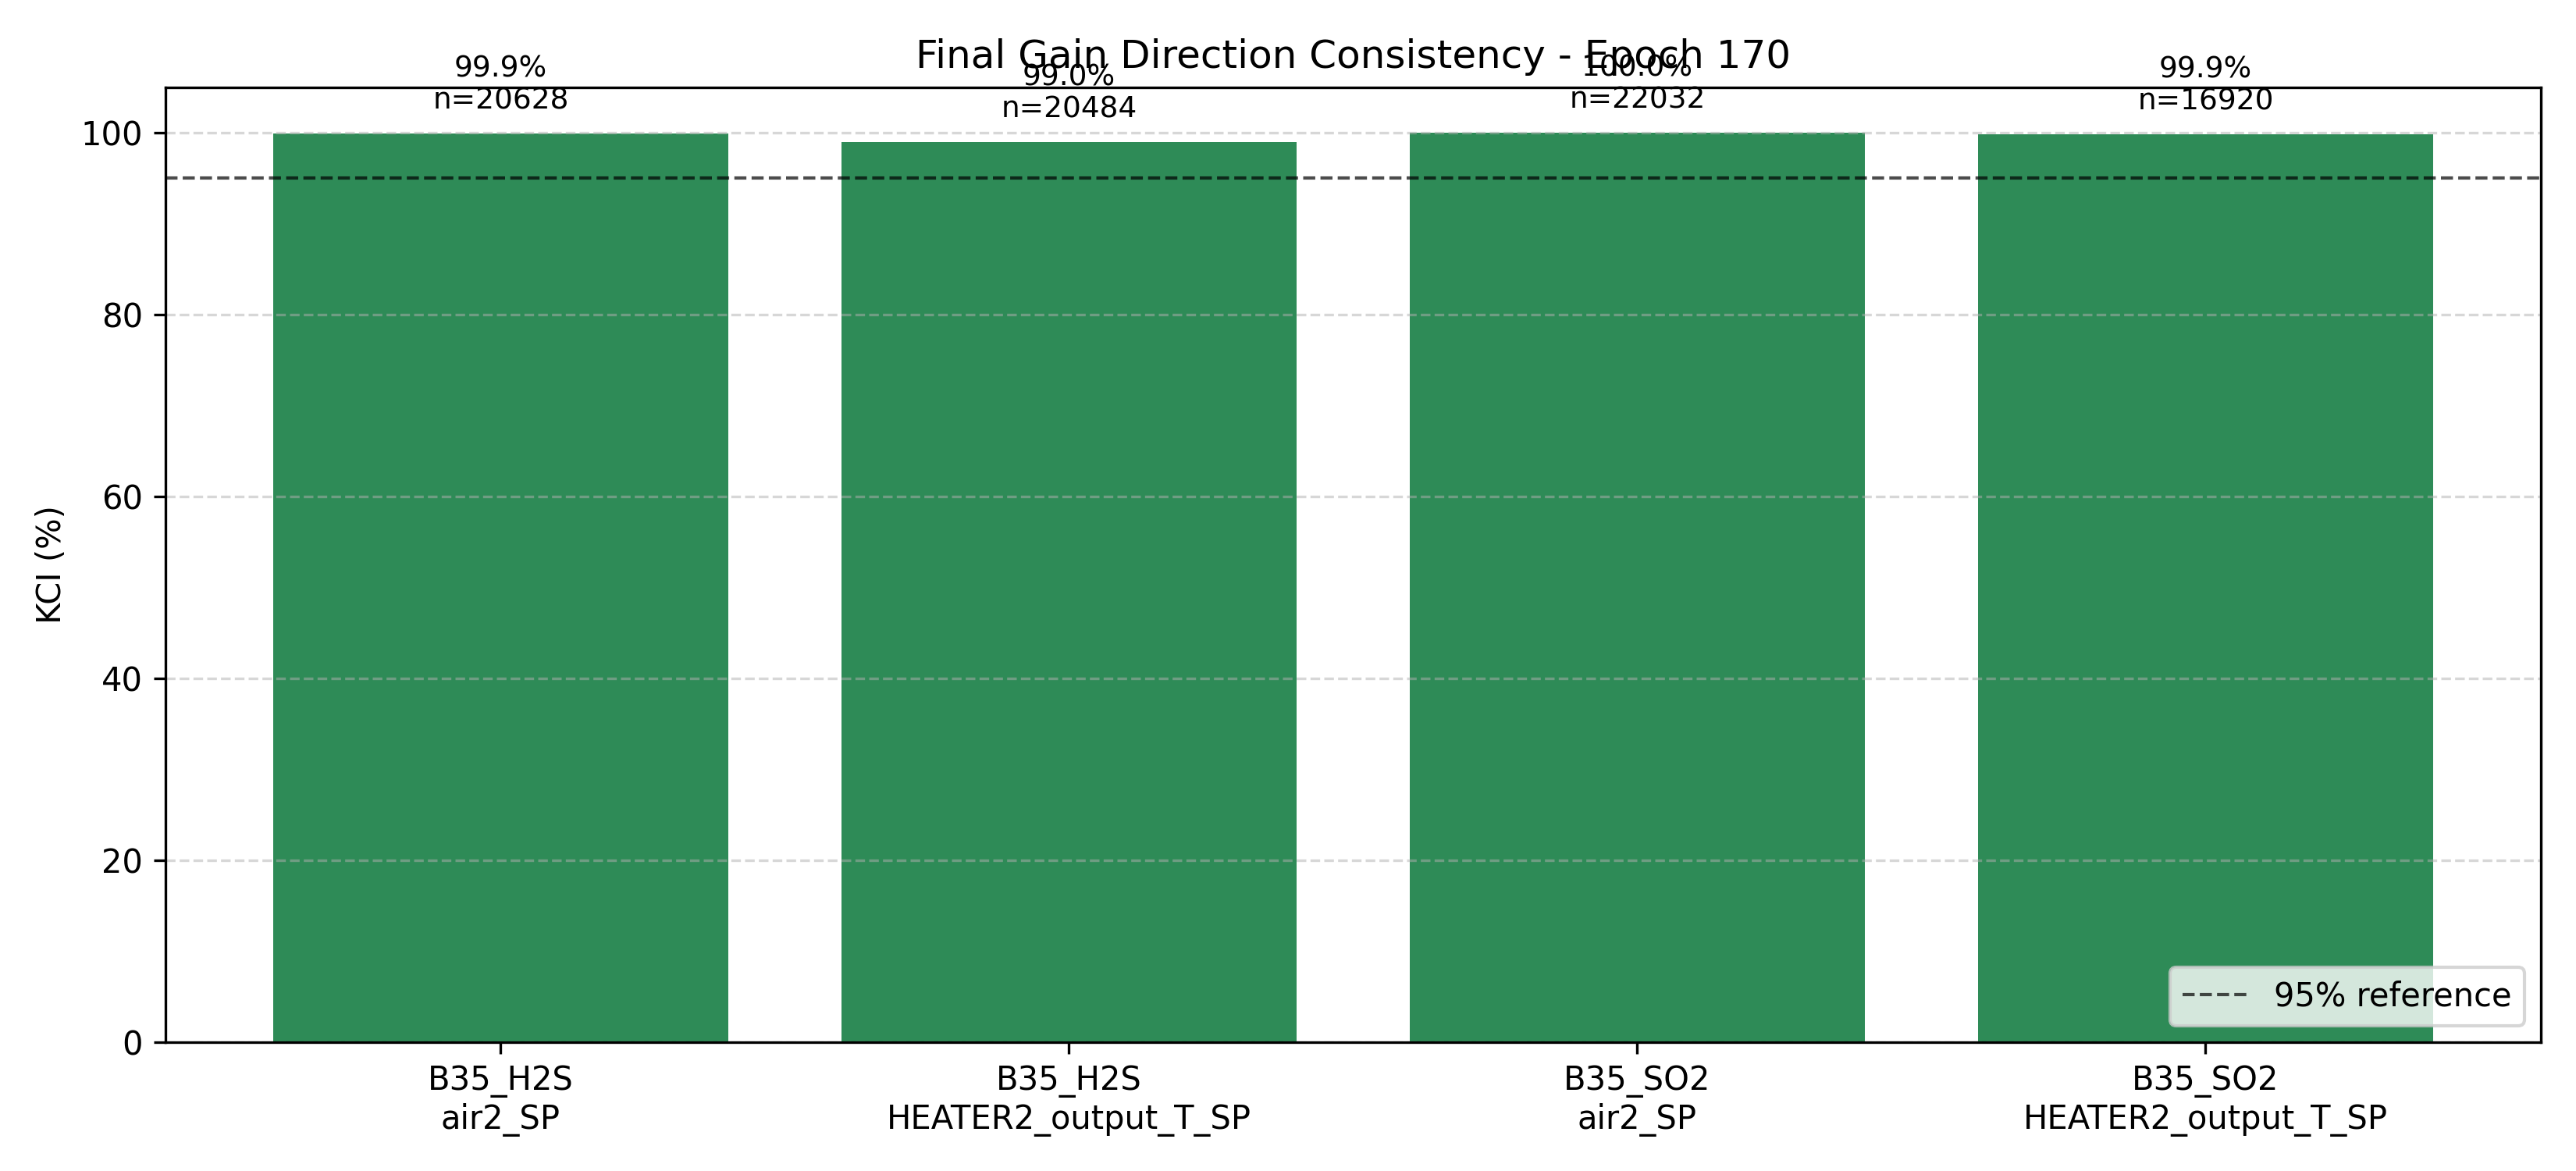 Final Gain Direction Consistency - Epoch 170
99.9%
n=20628
99.0%
n=20484
100.0%
n=22032
99.9%
n=16920
KCI (%)
100
80
60
40
20
0
95% reference
B35_H2S
air2_SP
B35_H2S
HEATER2_output_T_SP
B35_SO2
air2_SP
B35_SO2
HEATER2_output_T_SP